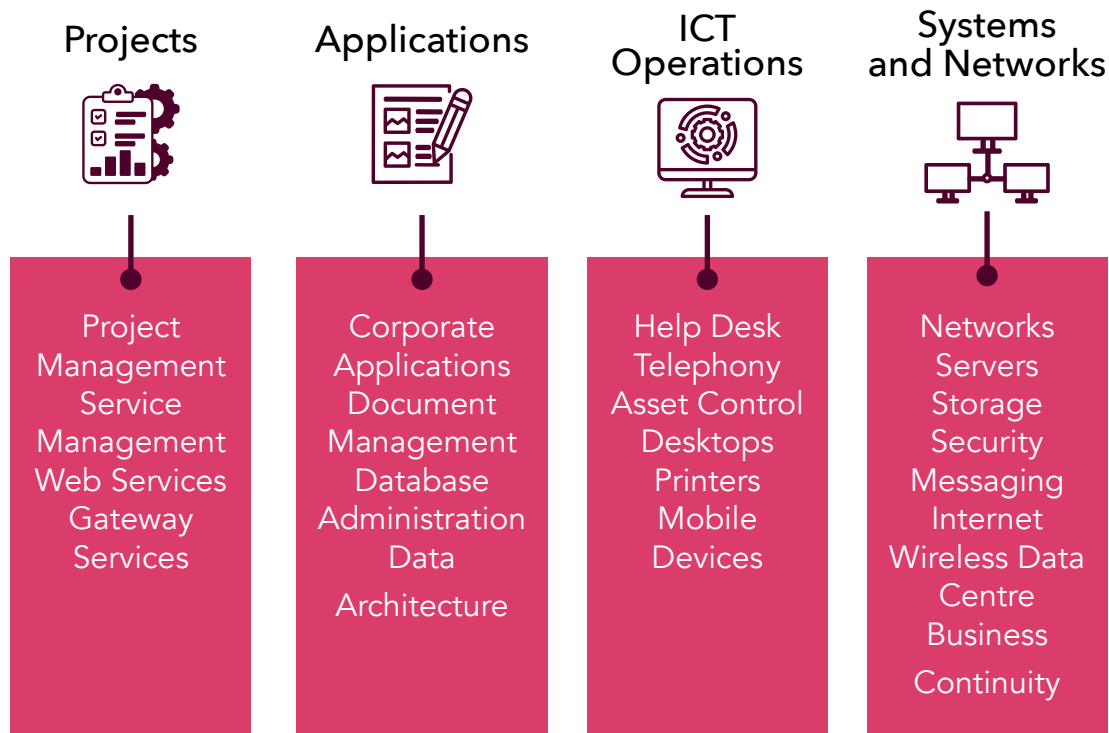 Projects
Project
Management
Service
Management
Web Services
Gateway
Services
Applications
Corporate
Applications
Document
Management
Database
Administration
Data
Architecture
ICT
Operations
Help Desk
Telephony
Asset Control
Desktops
Printers
Mobile
Devices
Systems
and Networks
Networks
Servers
Storage
Security
Messaging
Internet
Wireless Data
Centre
Business
Continuity